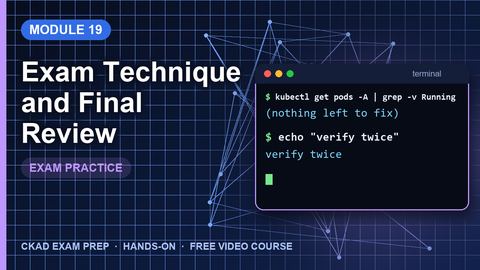 MODULE 19
Exam Technique
and Final
Review
EXAM PRACTICE
terminal
$ kubectl get pods -A | grep -v Running
(nothing left to fix)
$ echo "verify twice"
verify twice
CKAD EXAM PREP · HANDS-ON · FREE VIDEO COURSE